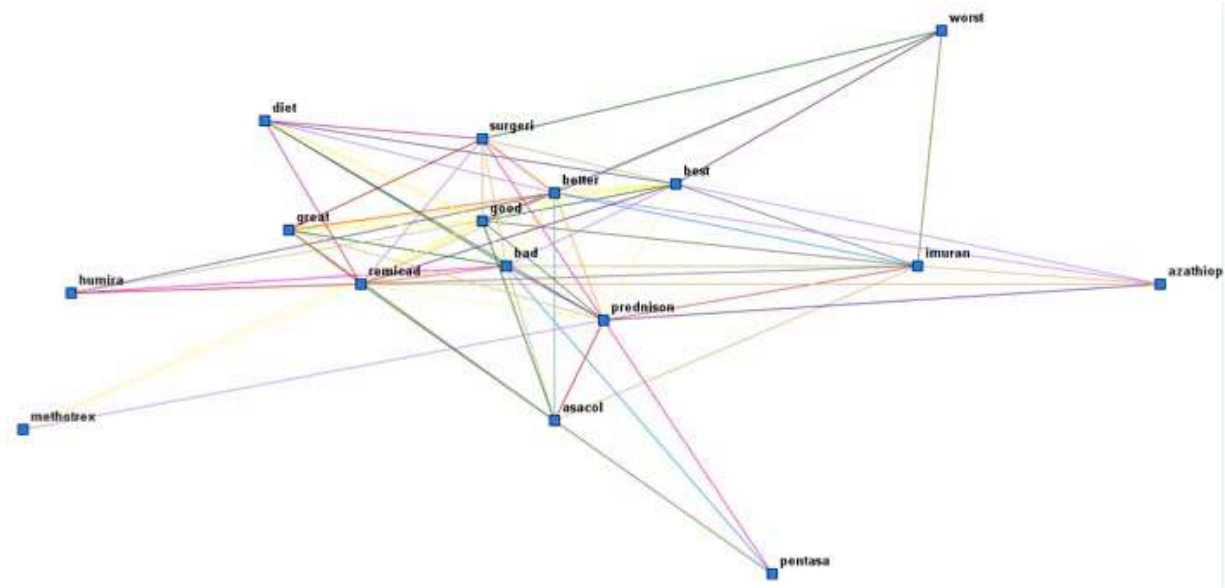 worst
diet
surgeri
best
better
good
great
bad
imuran
remicad
humira
azathiop
prednison
asacol
methotrex
pentasa